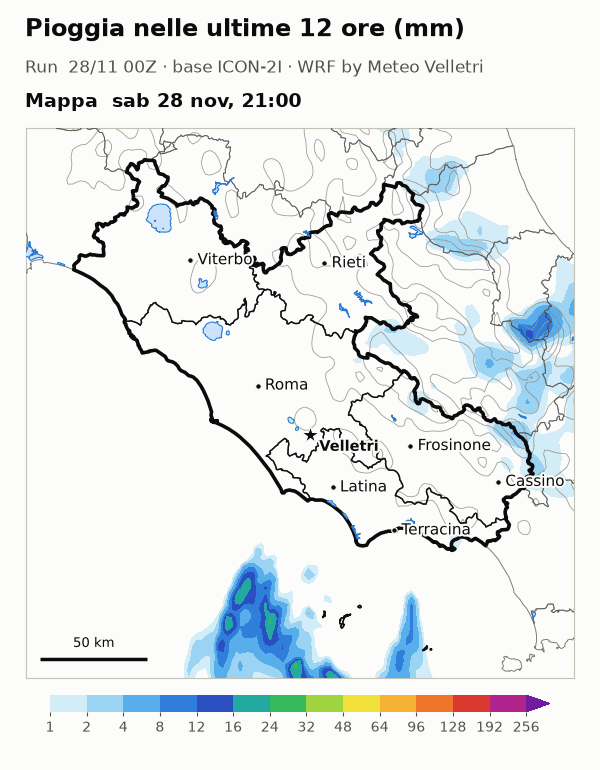 Pioggia nelle ultime 12 ore (mm)
Run  28/11 00Z · base ICON-2I · WRF by Meteo Velletri
Mappa  sab 28 nov, 21:00
Viterbo
Rieti
Roma
Velletri
Frosinone
Latina
Cassino
Terracina
50 km
1 2 4 8 12 16 24 32 48 64 96 128 192 256